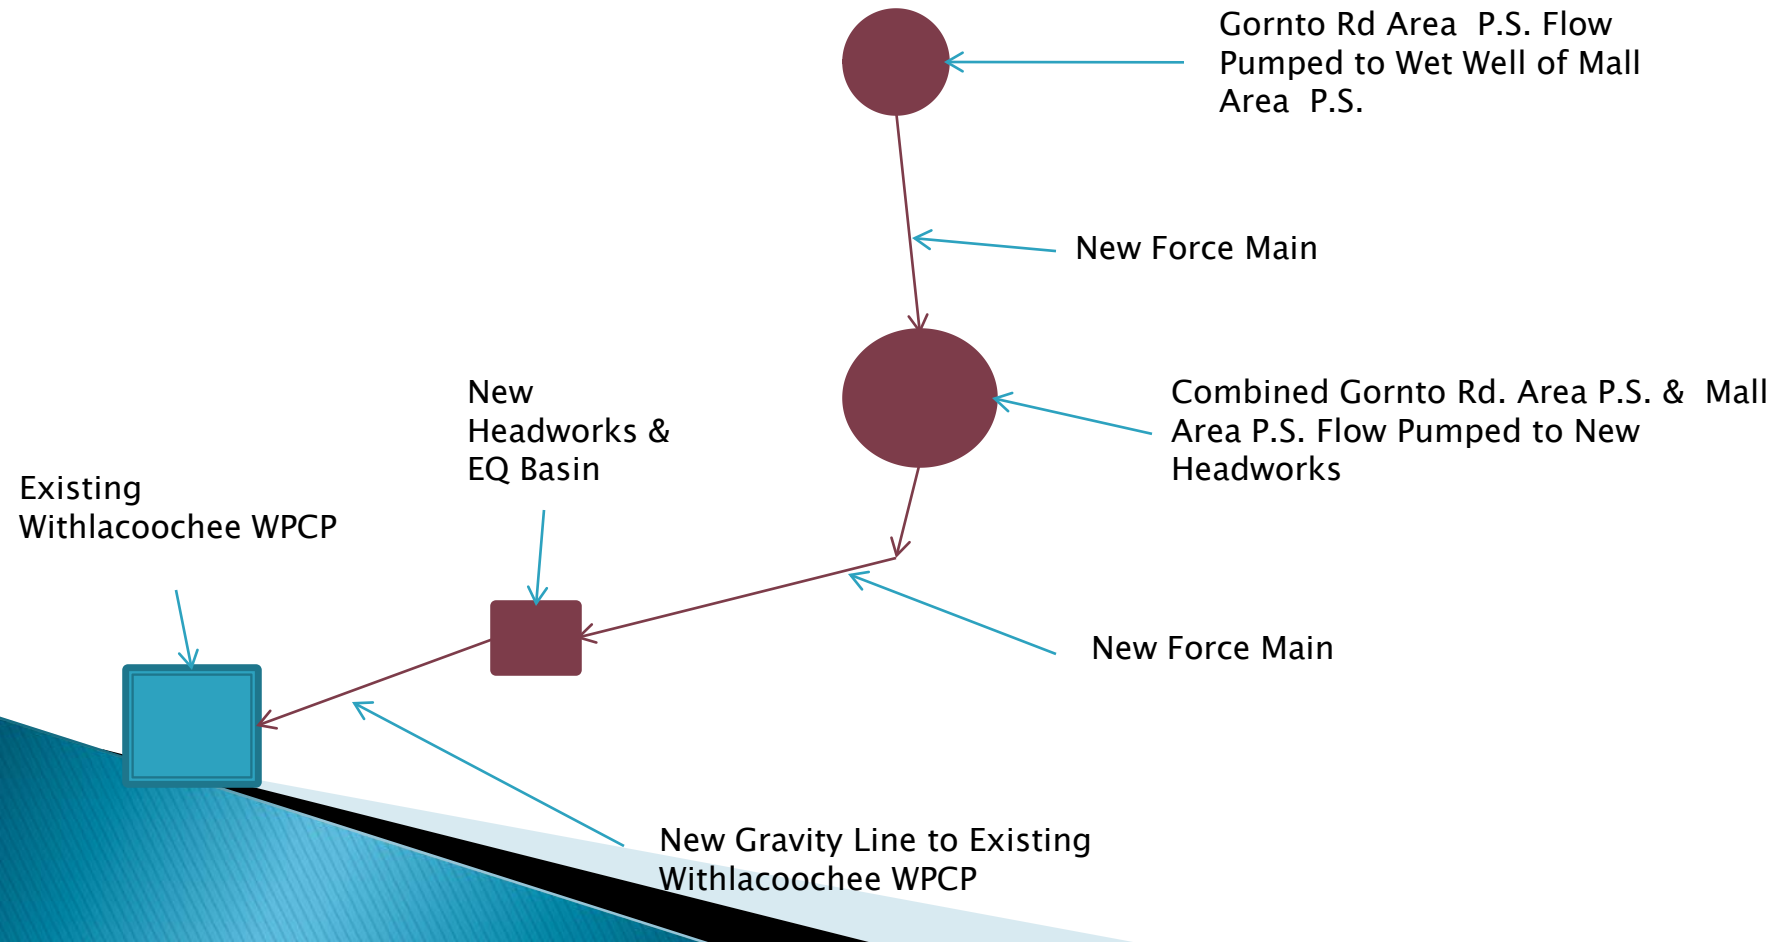 Gornto Rd Area  P.S. Flow
Pumped to Wet Well of Mall
Area  P.S.
New Force Main
Combined Gornto Rd. Area P.S. &  Mall
Area P.S. Flow Pumped to New
Headworks
New
Headworks &
EQ Basin
Existing
Withlacoochee WPCP
New Force Main
New Gravity Line to Existing
Withlacoochee WPCP